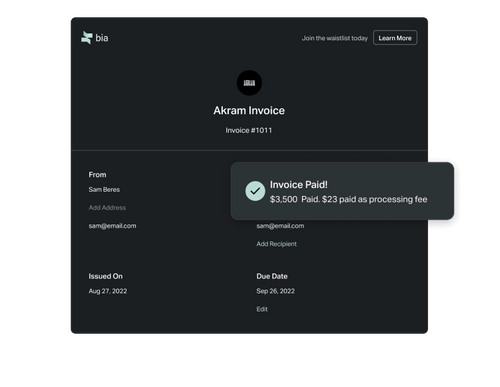 bia
Join the waistlist today
Learn More
Akram Invoice
Invoice #1011
From
Sam Beres
Add Address
sam@email.com
Invoice Paid!
$3,500 Paid. $23 paid as processing fee
sam@email.com
Add Recipient
Issued On
Aug 27, 2022
Due Date
Sep 26, 2022
Edit